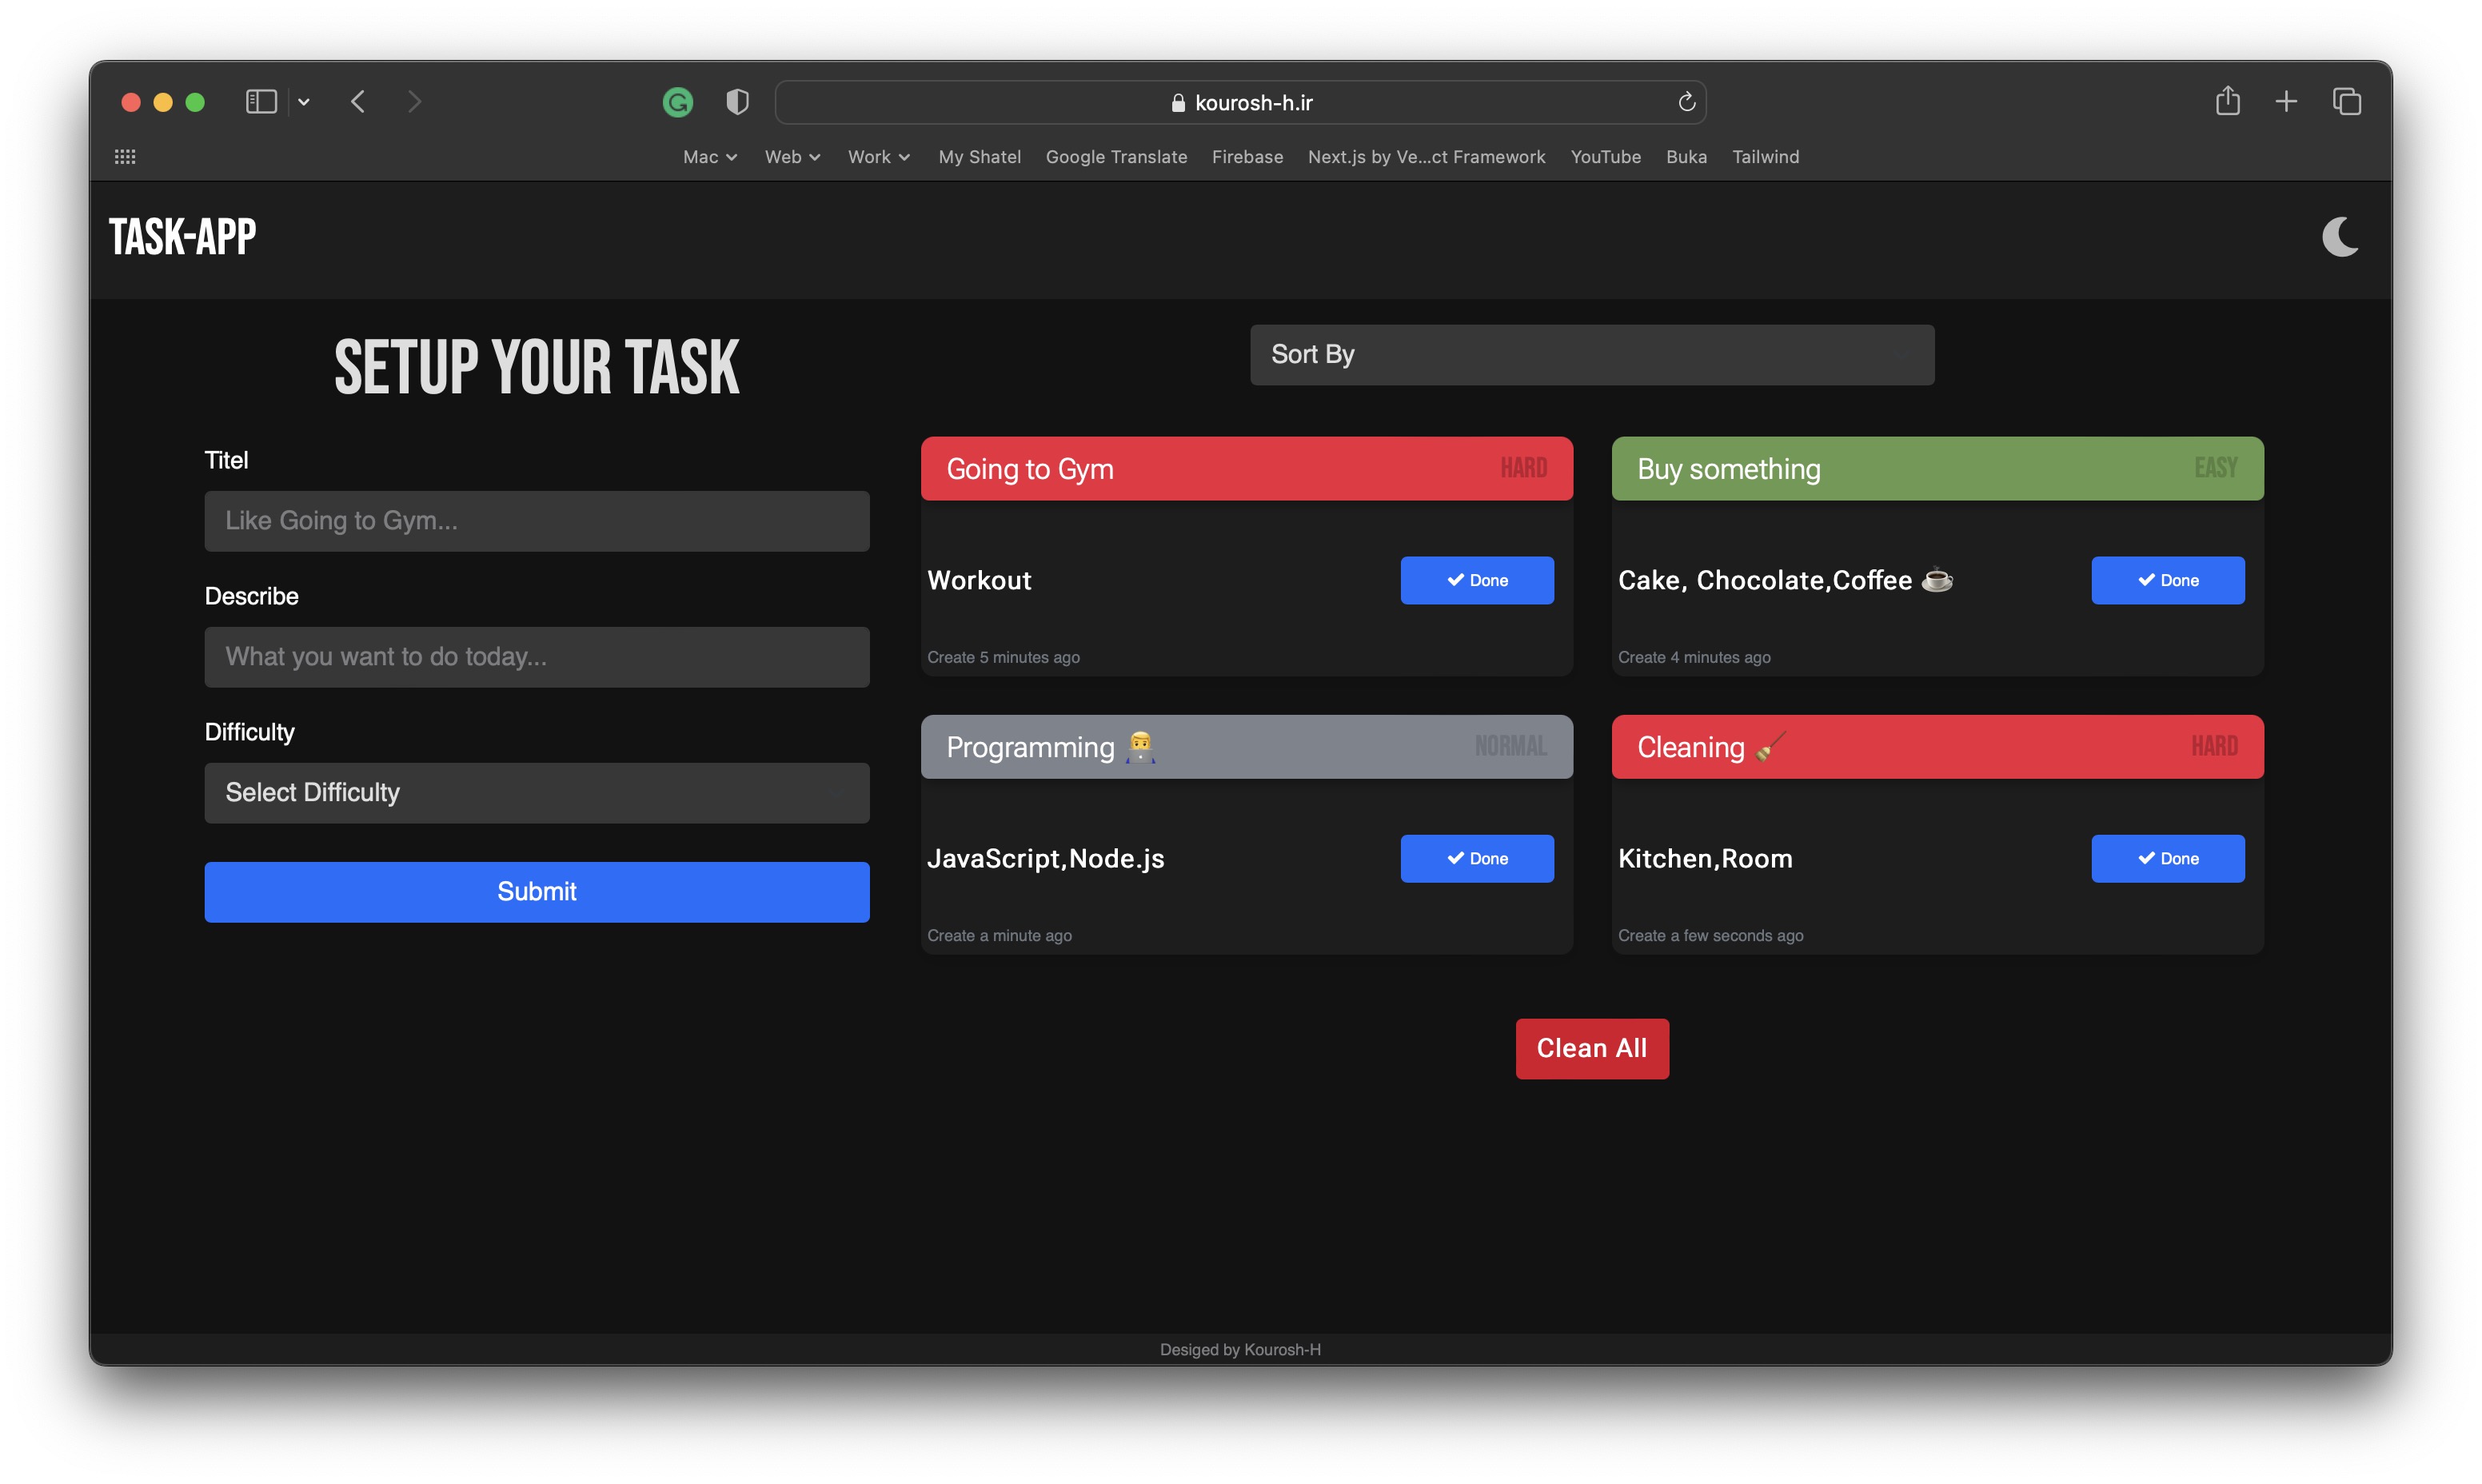 kourosh-h.ir
Mac Web Work My Shatel Google Translate Firebase Next.js by Ve...ct Framework YouTube Buka Tailwind
TASK-APP
SETUP YOUR TASK
Titel
Like Going to Gym...
Describe
What you want to do today...
Difficulty
Select Difficulty
Submit
Sort By
Going to Gym HARD
Workout
Done
Create 5 minutes ago
Buy something EASY
Cake, Chocolate,Coffee ☕
Done
Create 4 minutes ago
Programming 👨‍💻 NORMAL
JavaScript,Node.js
Done
Create a minute ago
Cleaning 🧹 HARD
Kitchen,Room
Done
Create a few seconds ago
Clean All
Desiged by Kourosh-H